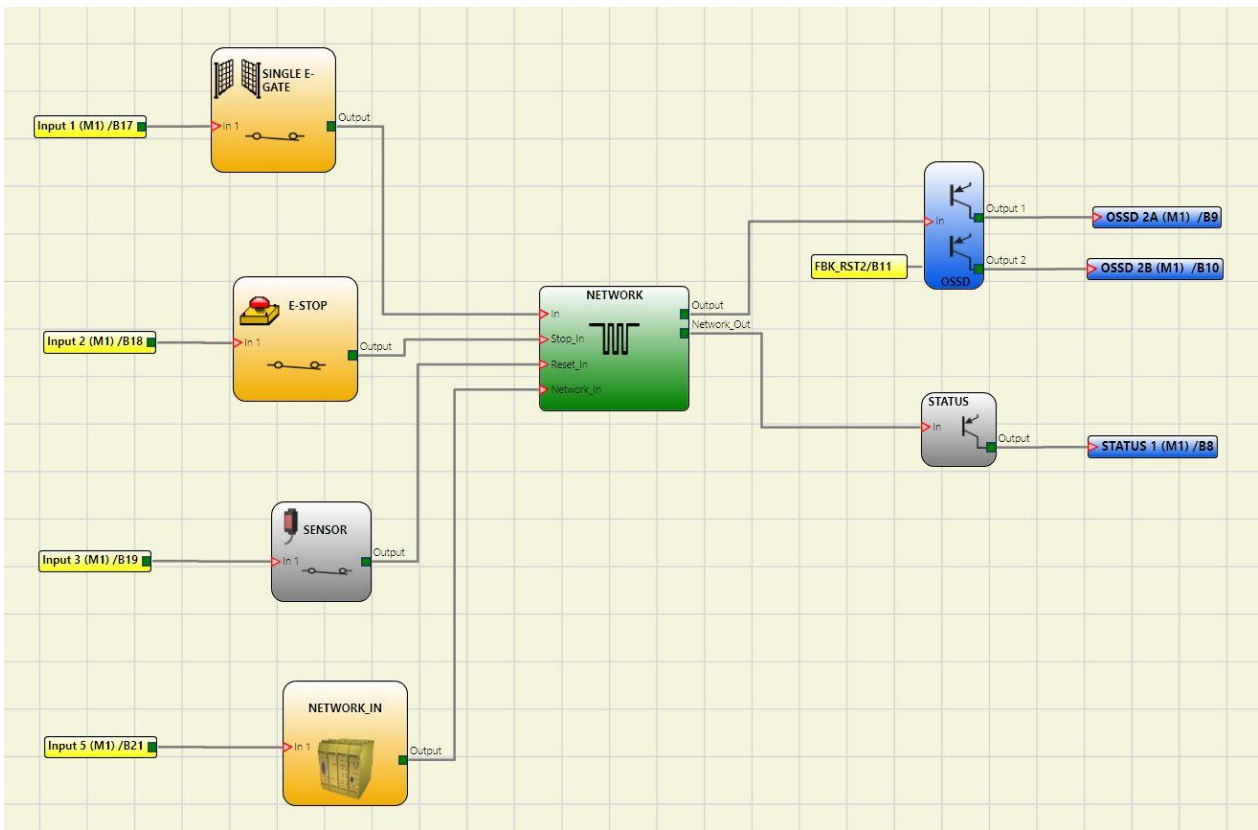 SINGLE E-
GATE
Input 1 (M1) /B17
In 1
Output
E-STOP
Input 2 (M1) /B18
In 1
Output
SENSOR
Input 3 (M1) /B19
In 1
Output
NETWORK_IN
Input 5 (M1) /B21
In 1
Output
NETWORK
In
Stop_In
Reset_In
Network_In
Output
Network_Out
In
Output 1
Output 2
OSSD
FBK_RST2/B11
OSSD 2A (M1) /B9
OSSD 2B (M1) /B10
STATUS
In
Output
STATUS 1 (M1) /B8